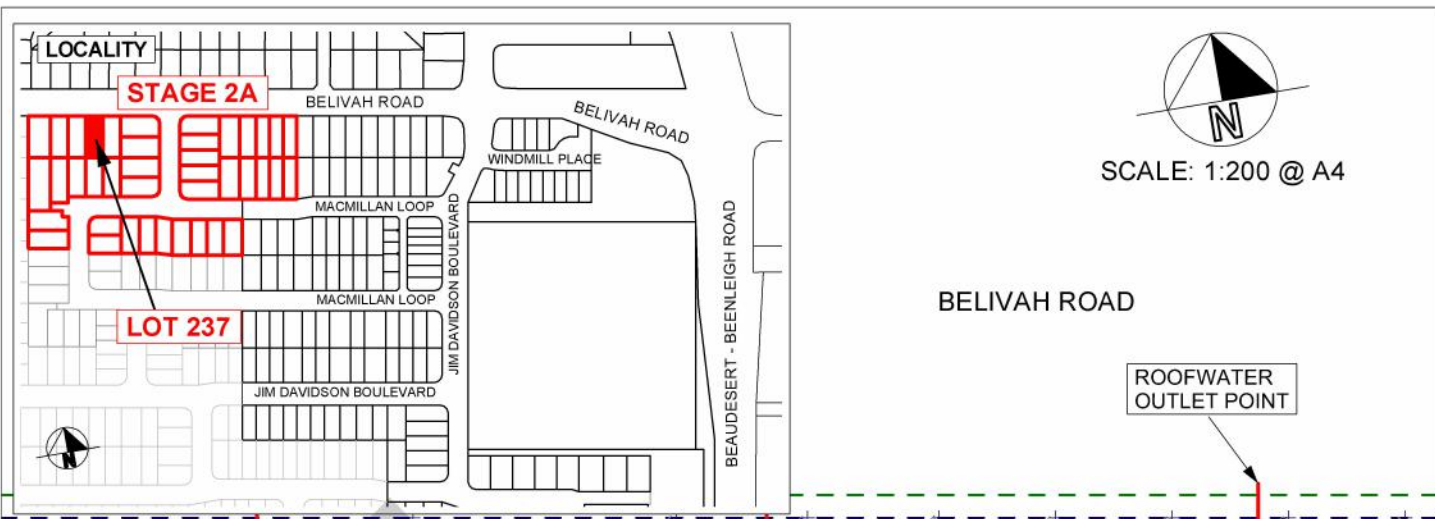 LOCALITY
STAGE 2A
BELIVAH ROAD
BELIVAH ROAD
WINDMILL PLACE
MACMILLAN LOOP
JIM DAVIDSON BOULEVARD
MACMILLAN LOOP
LOT 237
JIM DAVIDSON BOULEVARD
BEAUDESERT - BEENLEIGH ROAD
N
N
SCALE: 1:200 @ A4
BELIVAH ROAD
ROOFWATER
OUTLET POINT